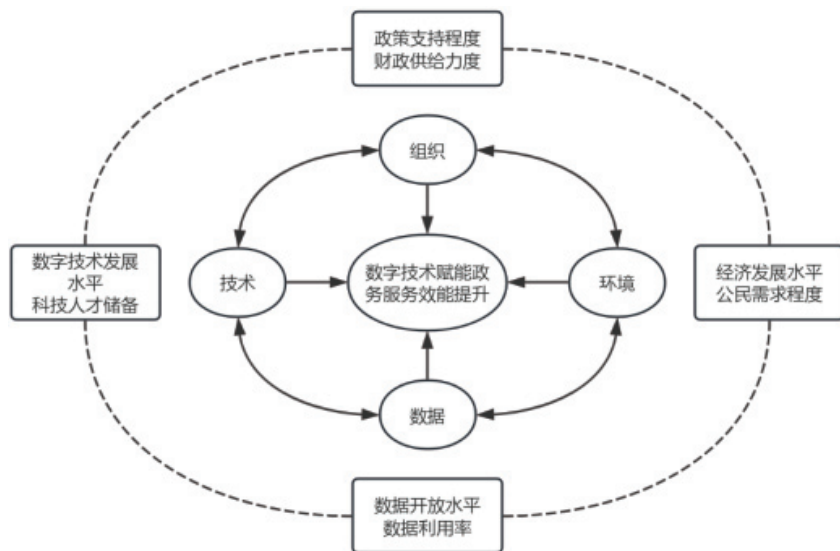 政策支持程度
财政供给力度
组织
数字技术发展
水平
科技人才储备
技术
数字技术赋能政
务服务效能提升
环境
经济发展水平
公民需求程度
数据
数据开放水平
数据利用率